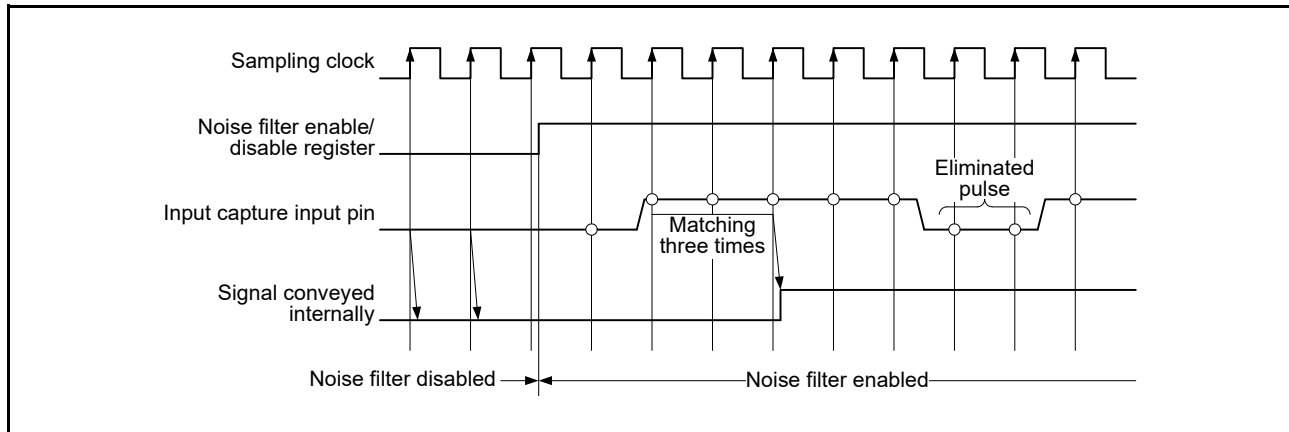 Sampling clock
Noise filter enable/
disable register
Eliminated
pulse
Input capture input pin
Matching
three times
Signal conveyed
internally
Noise filter disabled
Noise filter enabled